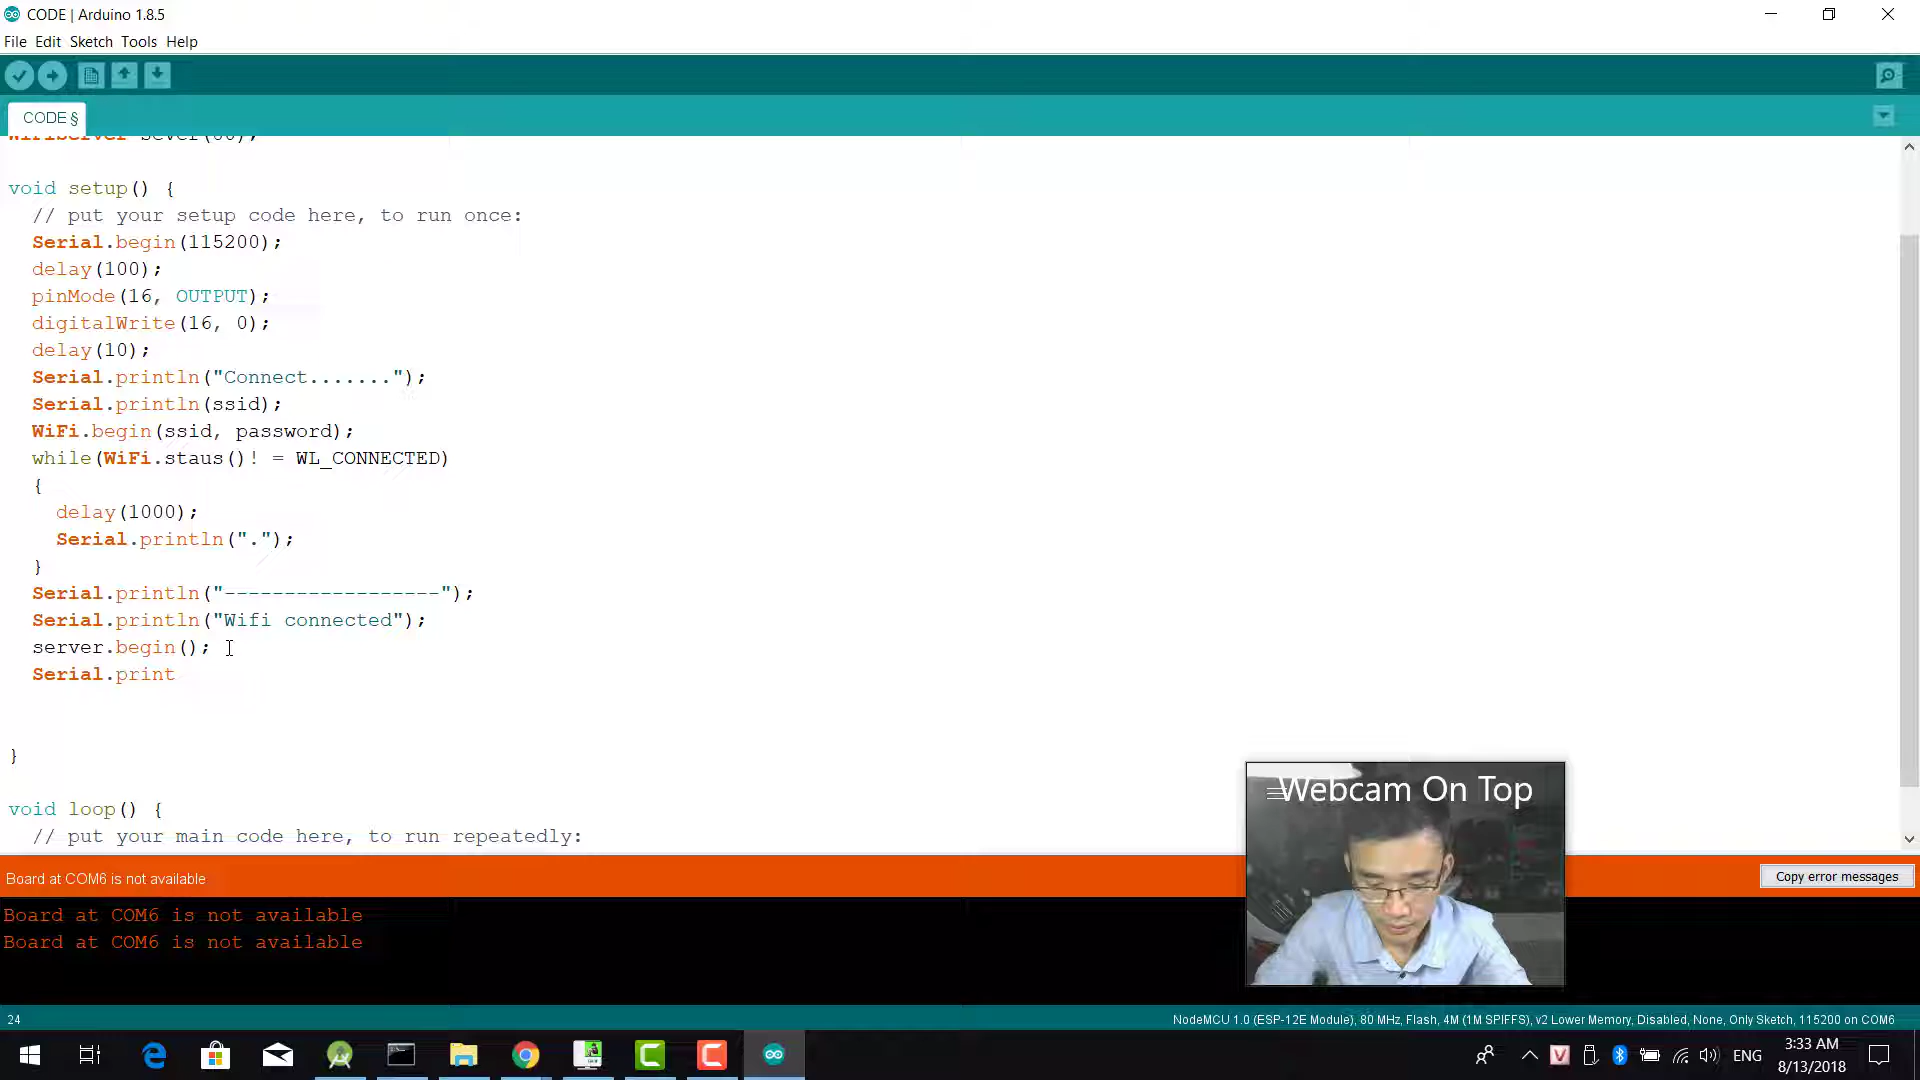 CODE | Arduino 1.8.5
File Edit Sketch Tools Help
CODE §
void setup() {
// put your setup code here, to run once:
Serial.begin(115200);
delay(100);
pinMode(16, OUTPUT);
digitalWrite(16, 0);
delay(10);
Serial.println("Connect.......");
Serial.println(ssid);
WiFi.begin(ssid, password);
while(WiFi.staus()! = WL_CONNECTED)
{
delay(1000);
Serial.println(".");
}
Serial.println("------------------");
Serial.println("Wifi connected");
server.begin();
Serial.print
}
void loop() {
// put your main code here, to run repeatedly:
Webcam On Top
Board at COM6 is not available
Copy error messages
Board at COM6 is not available
Board at COM6 is not available
24
NodeMCU 1.0 (ESP-12E Module), 80 MHz, Flash, 4M (1M SPIFFS), v2 Lower Memory, Disabled, None, Only Sketch, 115200 on COM6
ENG
3:33 AM
8/13/2018